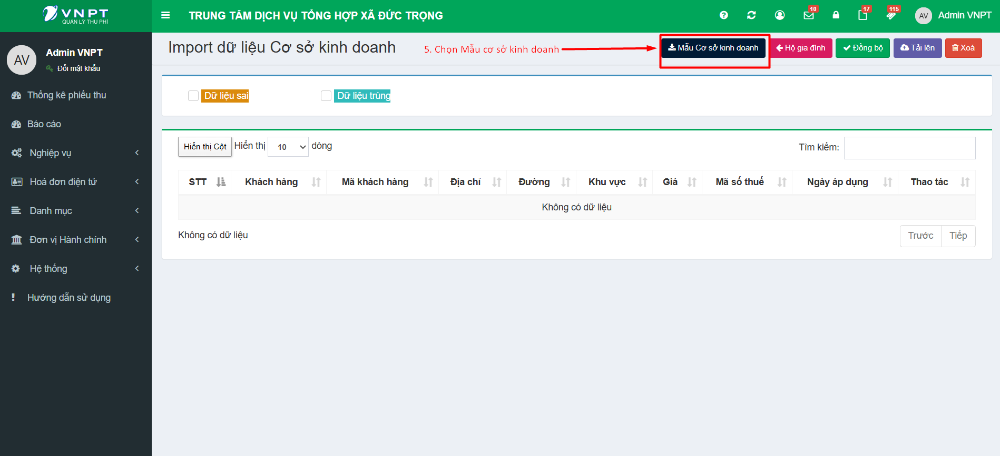 VNPT
QUẢN LÝ THU PHÍ
TRUNG TÂM DỊCH VỤ TỔNG HỢP XÃ ĐỨC TRỌNG
10
17
115
AV
Admin VNPT
AV
Admin VNPT
Đổi mật khẩu
Thống kê phiếu thu
Báo cáo
Nghiệp vụ
Hoá đơn điện tử
Danh mục
Đơn vị Hành chính
Hệ thống
Hướng dẫn sử dụng
Import dữ liệu Cơ sở kinh doanh
5. Chọn Mẫu cơ sở kinh doanh
Mẫu Cơ sở kinh doanh
Hộ gia đình
Đồng bộ
Tải lên
Xoá
Dữ liệu sai
Dữ liệu trùng
Hiển thị Cột
Hiển thị 10 dòng
Tìm kiếm:
STT Khách hàng Mã khách hàng Địa chỉ Đường Khu vực Giá Mã số thuế Ngày áp dụng Thao tác
Không có dữ liệu
Không có dữ liệu
Trước
Tiếp